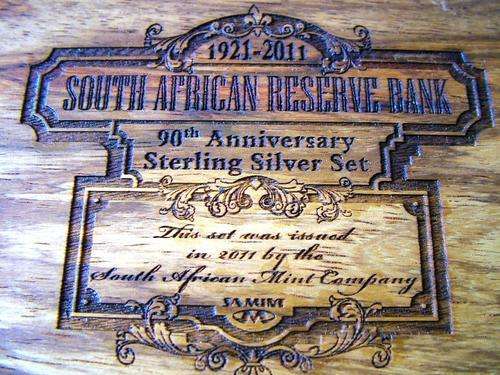 1921-2011
SOUTH AFRICAN RESERVE BANK
90th Anniversary
Sterling Silver Set
This set was issued
in 2011 by the
South African Mint Company
SAMIM